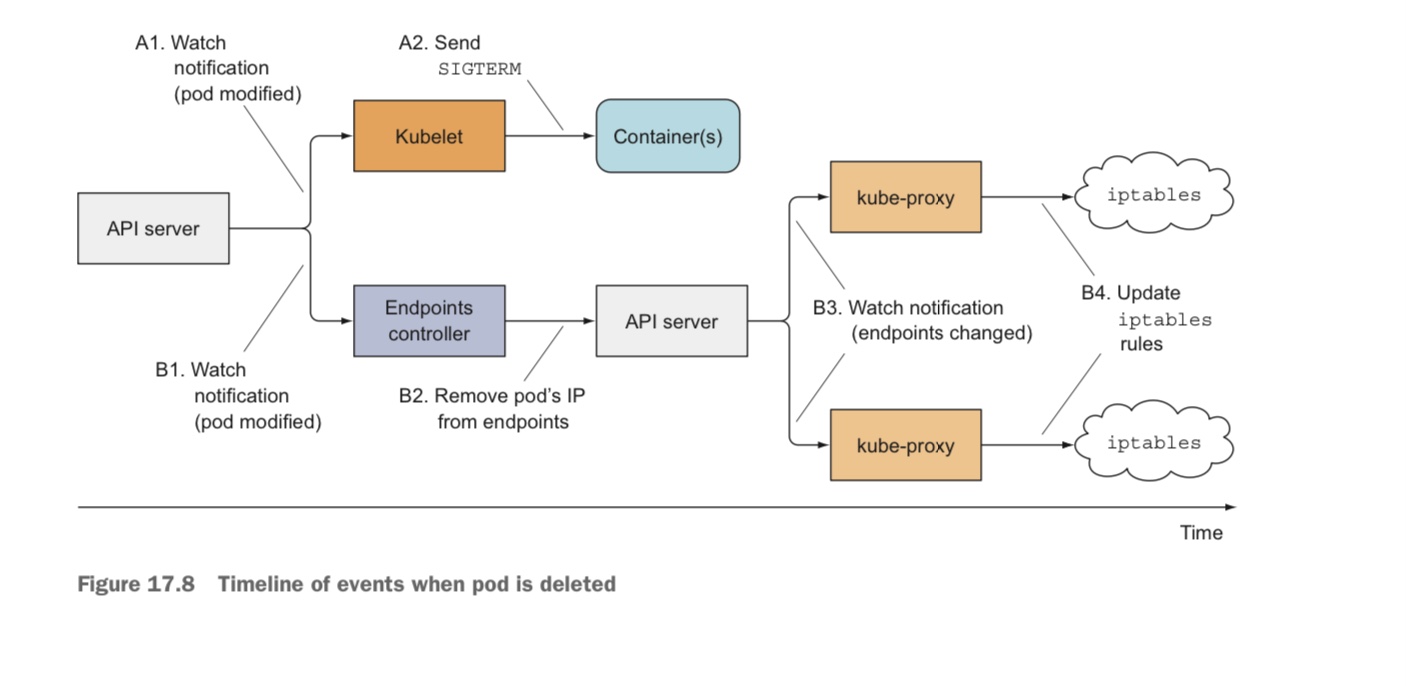 A1. Watch
notification
(pod modified)
A2. Send
SIGTERM
Kubelet
Container(s)
API server
kube-proxy
iptables
Endpoints
controller
API server
B3. Watch notification
(endpoints changed)
B4. Update
iptables
rules
B1. Watch
notification
(pod modified)
B2. Remove pod's IP
from endpoints
kube-proxy
iptables
Time
Figure 17.8 Timeline of events when pod is deleted